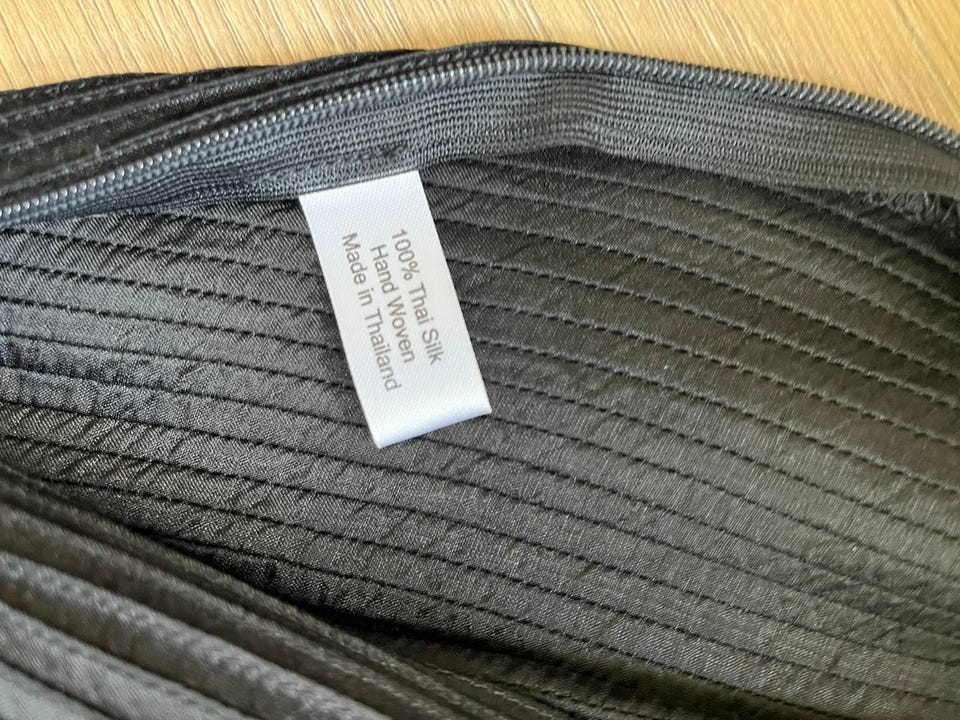 100% Thai Silk
Hand Woven
Made in Thailand